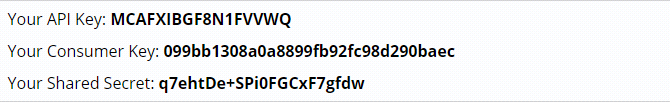 Your API Key: MCAFXIBGF8N1FVVWQ
Your Consumer Key: 099bb1308a0a8899fb92fc98d290baec
Your Shared Secret: q7ehtDe+SPi0FGCxF7gfdw